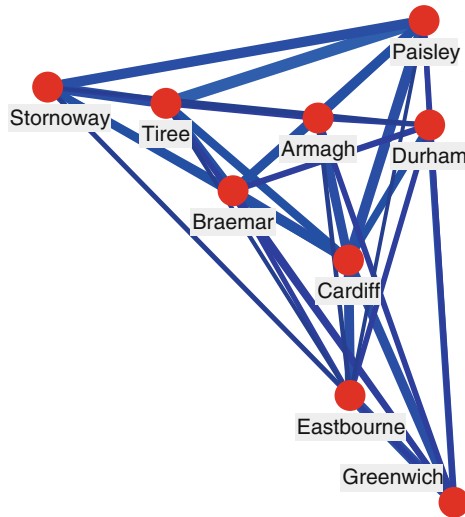 Paisley
Stornoway
Tiree
Armagh
Durham
Braemar
Cardiff
Eastbourne
Greenwich